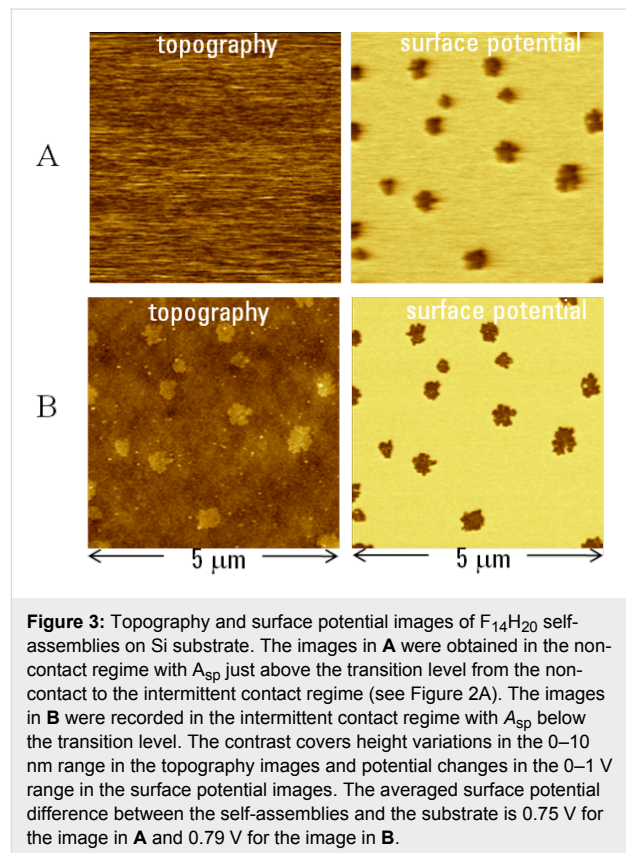 topography surface potential
A
topography surface potential
B
5 μm 5 μm
Figure 3: Topography and surface potential images of F14H20 self-
assemblies on Si substrate. The images in A were obtained in the non-
contact regime with Asp just above the transition level from the non-
contact to the intermittent contact regime (see Figure 2A). The images
in B were recorded in the intermittent contact regime with Asp below
the transition level. The contrast covers height variations in the 0–10
nm range in the topography images and potential changes in the 0–1 V
range in the surface potential images. The averaged surface potential
difference between the self-assemblies and the substrate is 0.75 V for
the image in A and 0.79 V for the image in B.